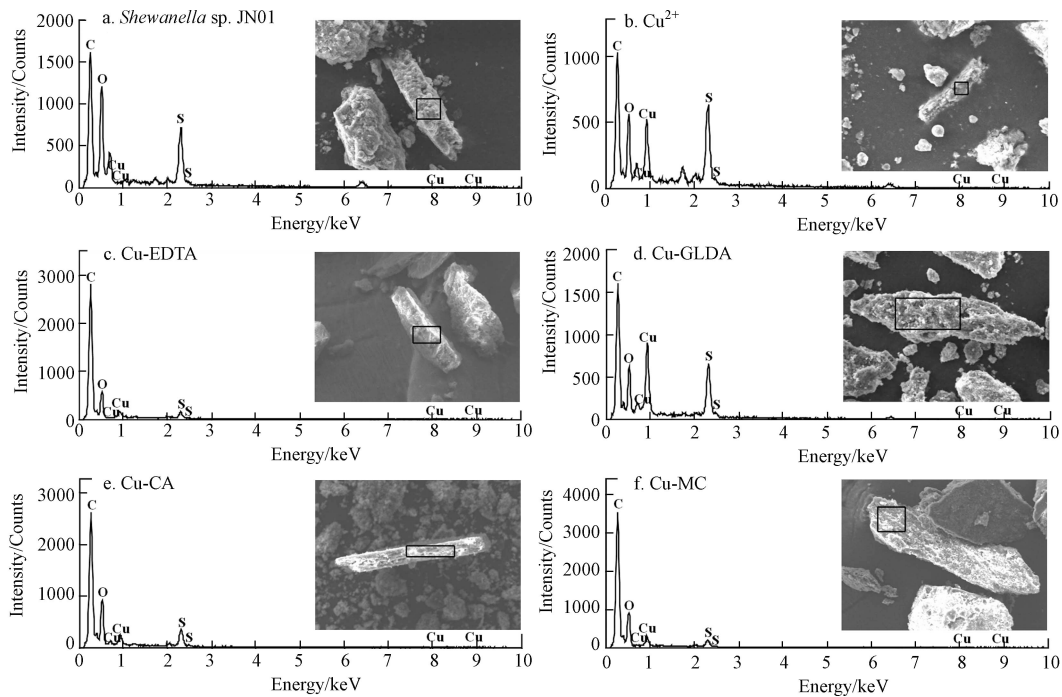 a. Shewanella sp. JN01
2000
1500
1000
500
0
Intensity/Counts
C
O
Cu
Cu
S
S
Cu
Cu
0 1 2 3 4 5 6 7 8 9 10
Energy/keV
b. Cu²⁺
1000
500
0
Intensity/Counts
C
O
Cu
Cu
S
S
Cu
Cu
0 1 2 3 4 5 6 7 8 9 10
Energy/keV
c. Cu-EDTA
3000
2000
1000
0
Intensity/Counts
C
O
Cu
Cu
S
S
Cu
Cu
0 1 2 3 4 5 6 7 8 9 10
Energy/keV
d. Cu-GLDA
2000
1500
1000
500
0
Intensity/Counts
C
O
Cu
Cu
S
S
Cu
Cu
0 1 2 3 4 5 6 7 8 9 10
Energy/keV
e. Cu-CA
3000
2000
1000
0
Intensity/Counts
C
O
Cu
Cu
S
S
Cu
Cu
0 1 2 3 4 5 6 7 8 9 10
Energy/keV
f. Cu-MC
4000
3000
2000
1000
0
Intensity/Counts
C
O
Cu
Cu
S
S
Cu
Cu
0 1 2 3 4 5 6 7 8 9 10
Energy/keV